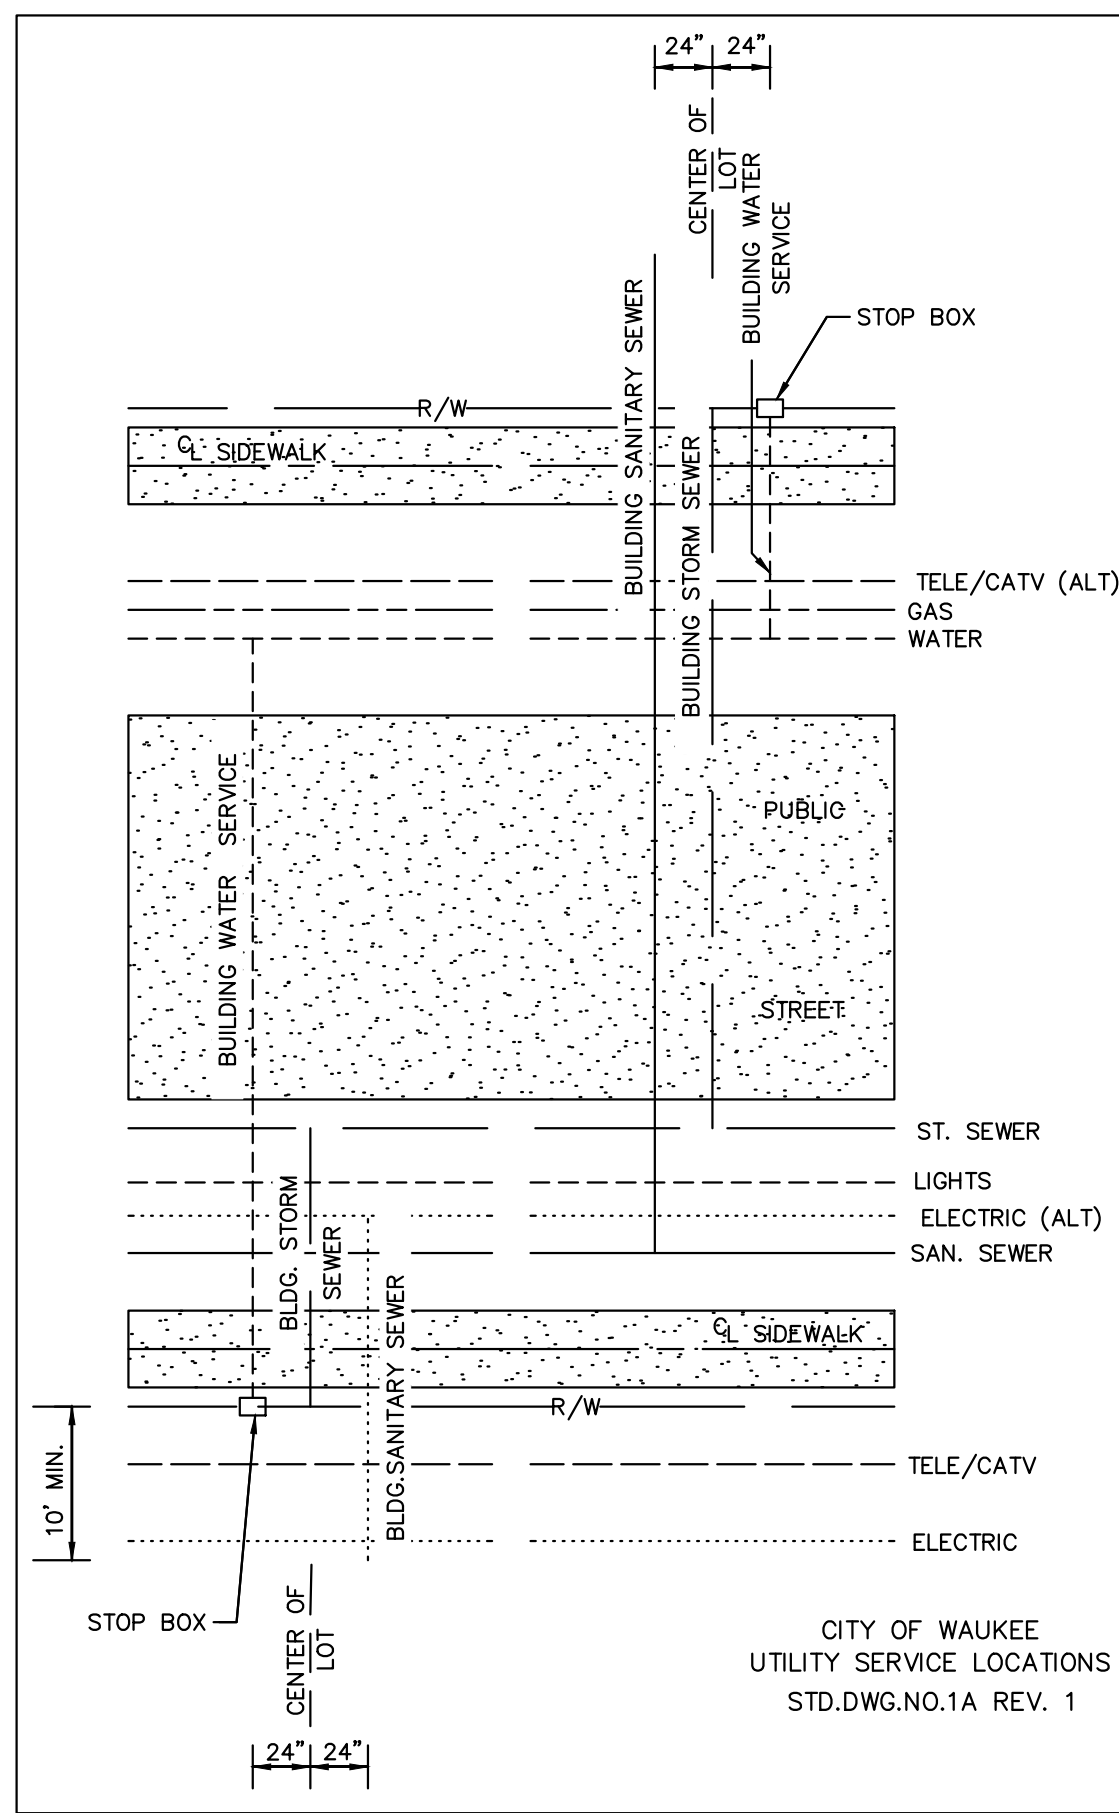 24" 24"
CENTER OF
LOT
BUILDING WATER
SERVICE
BUILDING SANITARY SEWER
STOP BOX
R/W
℄ SIDEWALK
BUILDING STORM SEWER
TELE/CATV (ALT)
GAS
WATER
BUILDING WATER SERVICE
PUBLIC
STREET
ST. SEWER
LIGHTS
ELECTRIC (ALT)
SAN. SEWER
BLDG. STORM
SEWER
BLDG.SANITARY SEWER
℄ SIDEWALK
R/W
10' MIN.
TELE/CATV
ELECTRIC
STOP BOX
CENTER OF
LOT
24" 24"
CITY OF WAUKEE
UTILITY SERVICE LOCATIONS
STD.DWG.NO.1A REV. 1